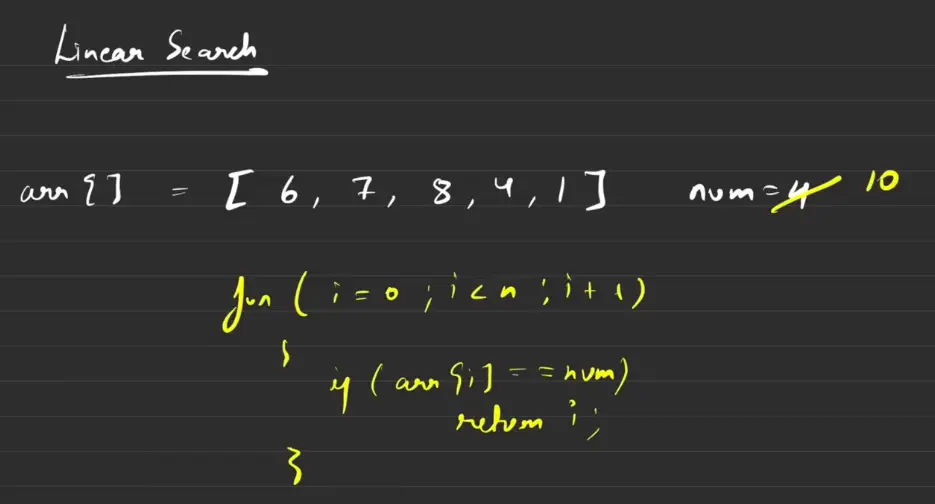 Linear Search
arr[] = [6, 7, 8, 4, 1] num = 4 10
for (i = 0; i < n; i++)
{
if (arr[i] == num)
return i;
}